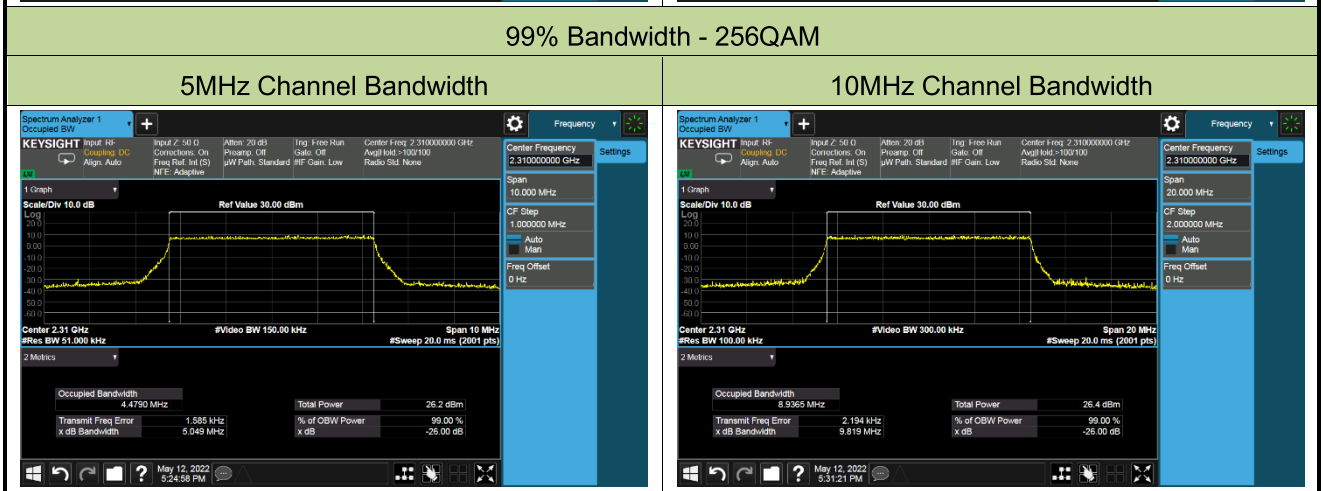 99% Bandwidth - 256QAM
5MHz Channel Bandwidth
10MHz Channel Bandwidth
Spectrum Analyzer 1
Occupied BW
Frequency
KEYSIGHT
Input: RF
Coupling: DC
Align: Auto
Input Z: 50 Ω
Corrections: On
Freq Ref: Int (S)
NFE: Adaptive
Atten: 20 dB
Preamp: Off
µW Path: Standard
Trig: Free Run
Gate: Off
#IF Gain: Low
Center Freq: 2.310000000 GHz
Avg|Hold:>100/100
Radio Std: None
LW
1 Graph
Scale/Div 10.0 dB
Ref Value 30.00 dBm
Log
20.0
10.0
0.00
-10.0
-20.0
-30.0
-40.0
-50.0
-60.0
Center 2.31 GHz
#Video BW 150.00 kHz
Span 10 MHz
#Res BW 51.000 kHz
#Sweep 20.0 ms (2001 pts)
2 Metrics
Occupied Bandwidth
4.4790 MHz
Total Power 26.2 dBm
Transmit Freq Error 1.585 kHz
% of OBW Power 99.00 %
x dB Bandwidth 5.049 MHz
x dB -26.00 dB
Center Frequency
2.310000000 GHz
Settings
Span
10.000 MHz
CF Step
1.000000 MHz
Auto
Man
Freq Offset
0 Hz
May 12, 2022
5:24:58 PM
Spectrum Analyzer 1
Occupied BW
Frequency
KEYSIGHT
Input: RF
Coupling: DC
Align: Auto
Input Z: 50 Ω
Corrections: On
Freq Ref: Int (S)
NFE: Adaptive
Atten: 20 dB
Preamp: Off
µW Path: Standard
Trig: Free Run
Gate: Off
#IF Gain: Low
Center Freq: 2.310000000 GHz
Avg|Hold:>100/100
Radio Std: None
LW
1 Graph
Scale/Div 10.0 dB
Ref Value 30.00 dBm
Log
20.0
10.0
0.00
-10.0
-20.0
-30.0
-40.0
-50.0
-60.0
Center 2.31 GHz
#Video BW 300.00 kHz
Span 20 MHz
#Res BW 100.00 kHz
#Sweep 20.0 ms (2001 pts)
2 Metrics
Occupied Bandwidth
8.9365 MHz
Total Power 26.4 dBm
Transmit Freq Error 2.194 kHz
% of OBW Power 99.00 %
x dB Bandwidth 9.819 MHz
x dB -26.00 dB
Center Frequency
2.310000000 GHz
Settings
Span
20.000 MHz
CF Step
2.000000 MHz
Auto
Man
Freq Offset
0 Hz
May 12, 2022
5:31:21 PM